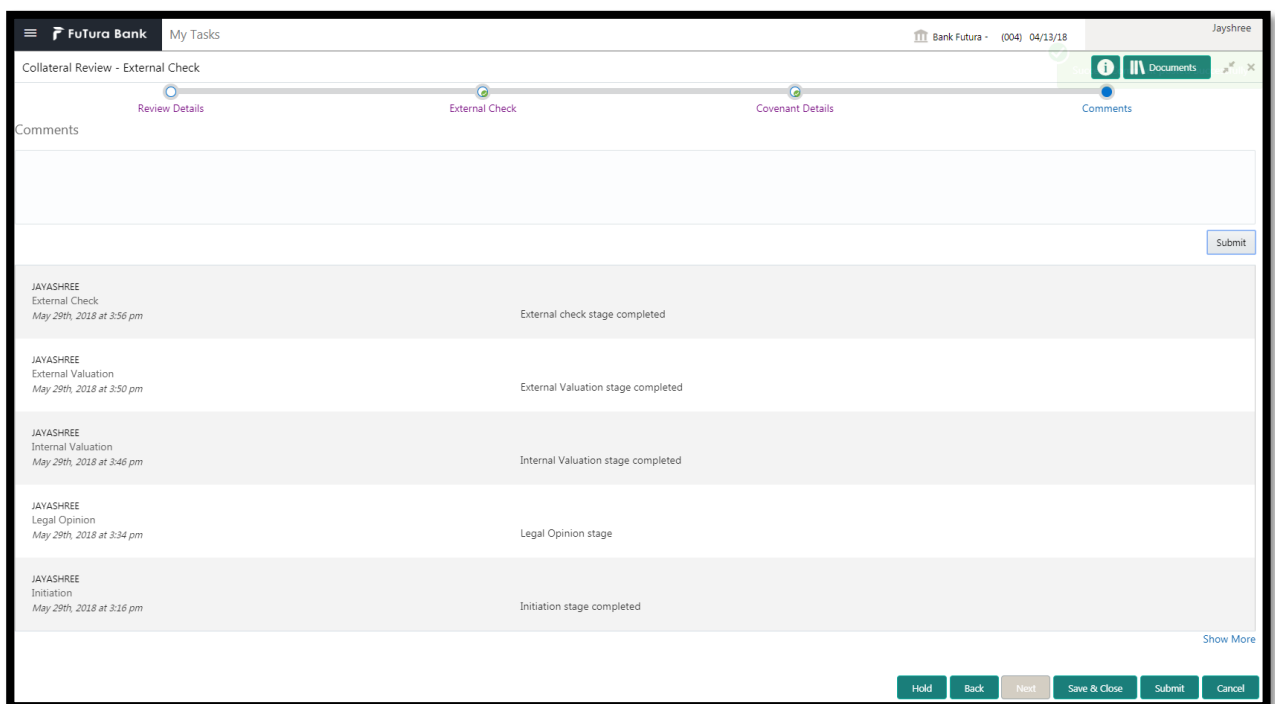 FuTura Bank
My Tasks
Bank Futura - (004) 04/13/18
Jayshree
Collateral Review - External Check
i
Documents
Review Details
External Check
Covenant Details
Comments
Comments
Submit
JAYASHREE
External Check
May 29th, 2018 at 3:56 pm
External check stage completed
JAYASHREE
External Valuation
May 29th, 2018 at 3:50 pm
External Valuation stage completed
JAYASHREE
Internal Valuation
May 29th, 2018 at 3:46 pm
Internal Valuation stage completed
JAYASHREE
Legal Opinion
May 29th, 2018 at 3:34 pm
Legal Opinion stage
JAYASHREE
Initiation
May 29th, 2018 at 3:16 pm
Initiation stage completed
Show More
Hold
Back
Next
Save & Close
Submit
Cancel